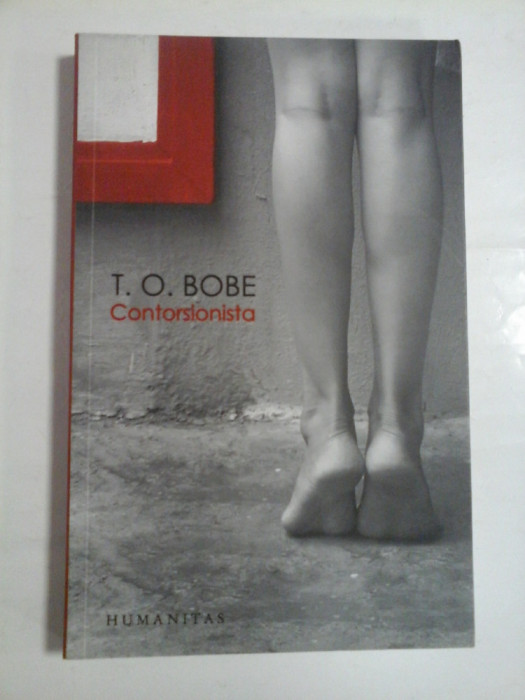 T. O. BOBE
Contorsionista
HUMANITAS